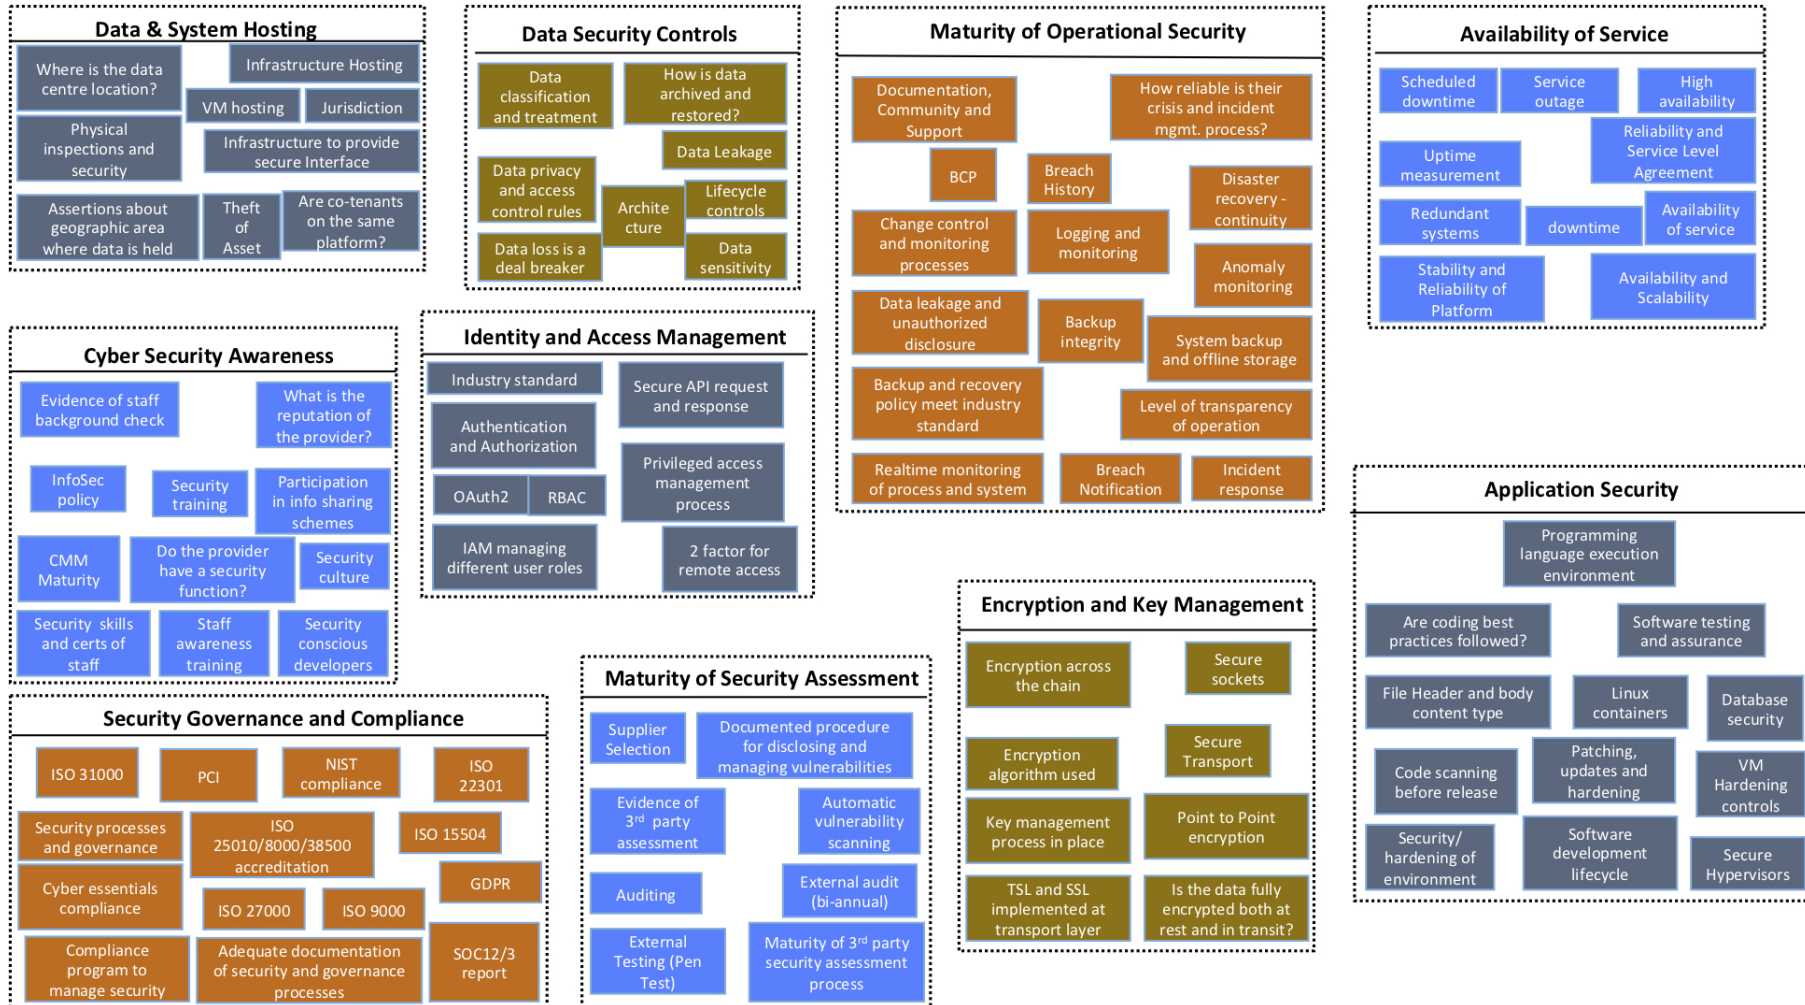 Data & System Hosting
Where is the data
centre location?
Infrastructure Hosting
VM hosting
Jurisdiction
Physical
inspections and
security
Infrastructure to provide
secure Interface
Assertions about
geographic area
where data is held
Theft
of
Asset
Are co-tenants
on the same
platform?
Data Security Controls
Data
classification
and treatment
How is data
archived and
restored?
Data Leakage
Data privacy
and access
control rules
Archite
cture
Lifecycle
controls
Data loss is a
deal breaker
Data
sensitivity
Maturity of Operational Security
Documentation,
Community and
Support
How reliable is their
crisis and incident
mgmt. process?
BCP
Breach
History
Disaster
recovery -
continuity
Change control
and monitoring
processes
Logging and
monitoring
Anomaly
monitoring
Data leakage and
unauthorized
disclosure
Backup
integrity
System backup
and offline storage
Backup and recovery
policy meet industry
standard
Level of transparency
of operation
Realtime monitoring
of process and system
Breach
Notification
Incident
response
Availability of Service
Scheduled
downtime
Service
outage
High
availability
Uptime
measurement
Reliability and
Service Level
Agreement
Redundant
systems
downtime
Availability
of service
Stability and
Reliability of
Platform
Availability and
Scalability
Cyber Security Awareness
Evidence of staff
background check
What is the
reputation of
the provider?
InfoSec
policy
Security
training
Participation
in info sharing
schemes
CMM
Maturity
Do the provider
have a security
function?
Security
culture
Security skills
and certs of
staff
Staff
awareness
training
Security
conscious
developers
Identity and Access Management
Industry standard
Secure API request
and response
Authentication
and Authorization
Privileged access
management
process
OAuth2
RBAC
IAM managing
different user roles
2 factor for
remote access
Application Security
Programming
language execution
environment
Are coding best
practices followed?
Software testing
and assurance
File Header and body
content type
Linux
containers
Database
security
Code scanning
before release
Patching,
updates and
hardening
VM
Hardening
controls
Security/
hardening of
environment
Software
development
lifecycle
Secure
Hypervisors
Encryption and Key Management
Encryption across
the chain
Secure
sockets
Encryption
algorithm used
Secure
Transport
Key management
process in place
Point to Point
encryption
TSL and SSL
implemented at
transport layer
Is the data fully
encrypted both at
rest and in transit?
Maturity of Security Assessment
Supplier
Selection
Documented procedure
for disclosing and
managing vulnerabilities
Evidence of
3rd party
assessment
Automatic
vulnerability
scanning
Auditing
External audit
(bi-annual)
External
Testing (Pen
Test)
Maturity of 3rd party
security assessment
process
Security Governance and Compliance
ISO 31000
PCI
NIST
compliance
ISO
22301
Security processes
and governance
ISO
25010/8000/38500
accreditation
ISO 15504
Cyber essentials
compliance
ISO 27000
ISO 9000
GDPR
Compliance
program to
manage security
Adequate documentation
of security and governance
processes
SOC12/3
report